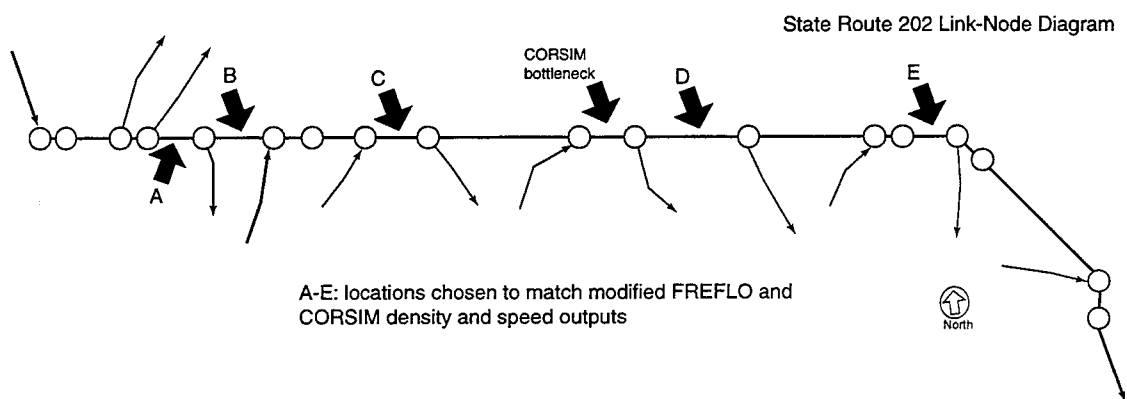 State Route 202 Link-Node Diagram
CORSIM
bottleneck
B
C
D
E
A
A-E: locations chosen to match modified FREFLO and
CORSIM density and speed outputs
North